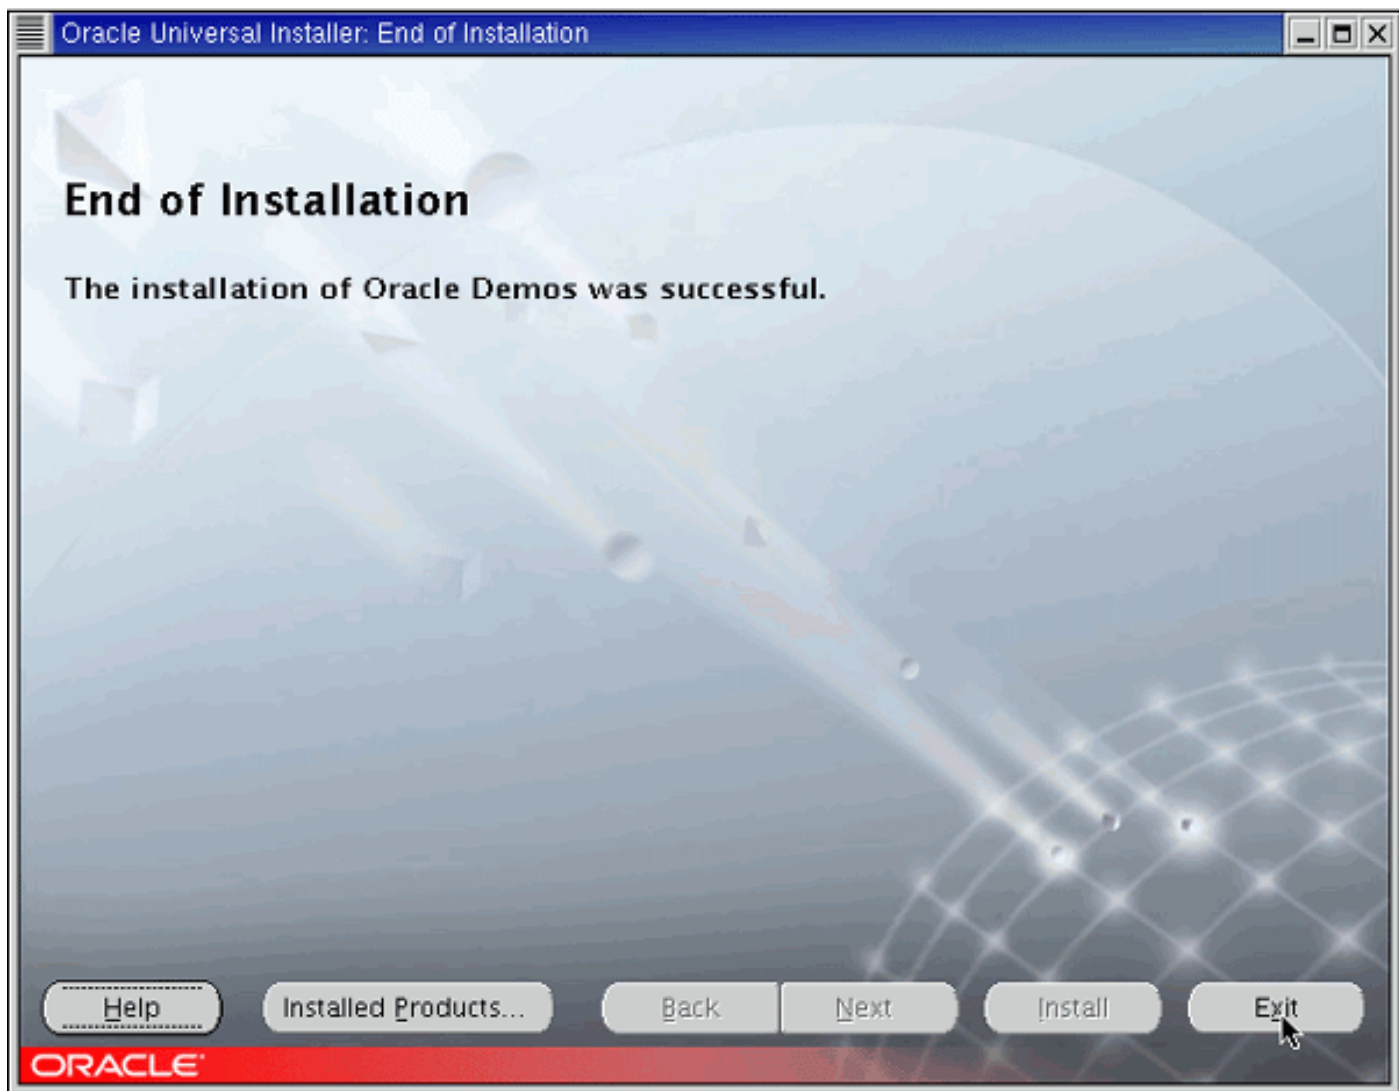 Oracle Universal Installer: End of Installation
End of Installation
The installation of Oracle Demos was successful.
Help Installed Products... Back Next Install Exit
ORACLE